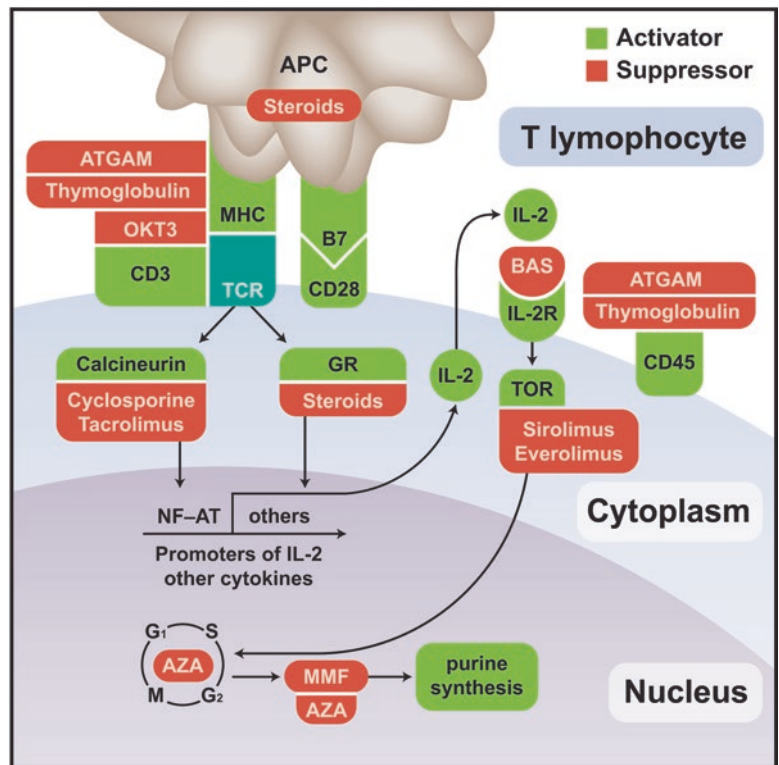 APC
Steroids
Activator
Suppressor
T lymophocyte
ATGAM
Thymoglobulin
OKT3
CD3
MHC
TCR
B7
CD28
IL-2
BAS
IL-2R
ATGAM
Thymoglobulin
CD45
Calcineurin
Cyclosporine
Tacrolimus
GR
Steroids
IL-2
TOR
Sirolimus
Everolimus
NF–AT
others
Promoters of IL-2
other cytokines
Cytoplasm
G1
S
AZA
M
G2
MMF
AZA
purine
synthesis
Nucleus